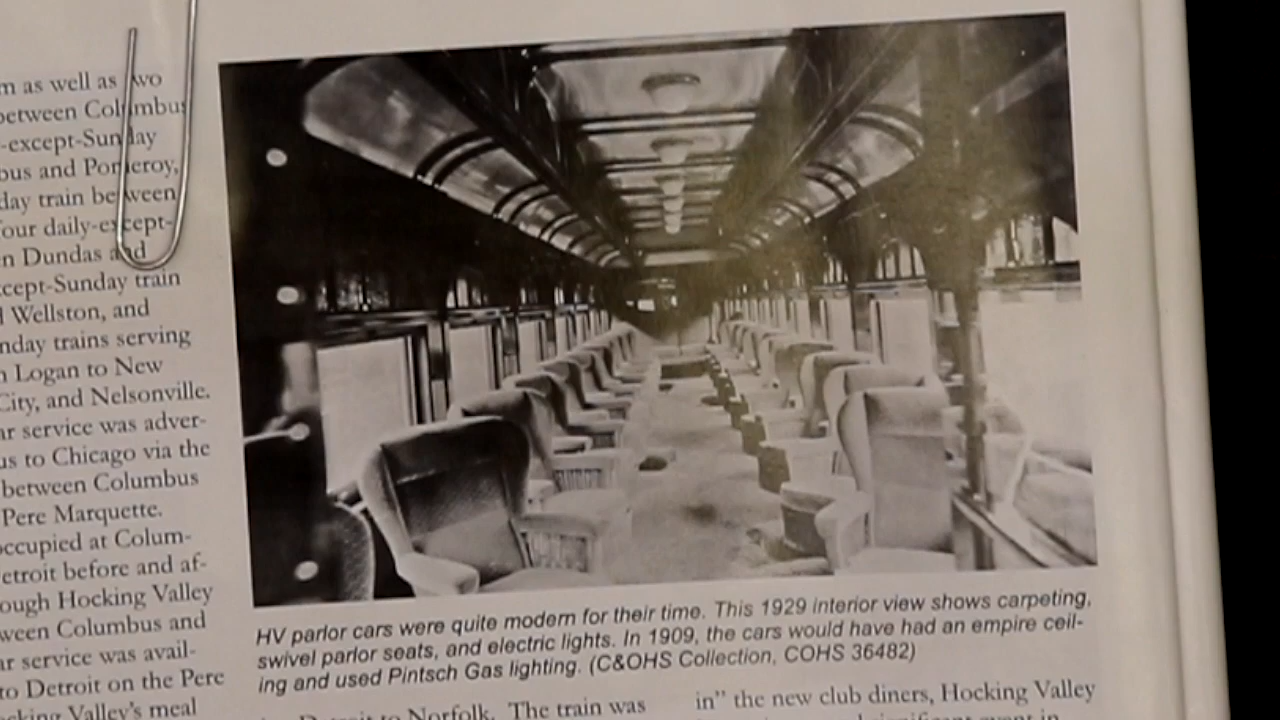 m as well as two
between Columbus
-except-Sunday
bus and Pomeroy,
day train between
four daily-except-
n Dundas and
xcept-Sunday train
Wellston, and
nday trains serving
Logan to New
City, and Nelsonville.
ar service was adver-
us to Chicago via the
between Columbus
Pere Marquette.
occupied at Colum-
etroit before and af-
ough Hocking Valley
ween Columbus and
ar service was avail-
to Detroit on the Pere
cking Valley's meal
HV parlor cars were quite modern for their time. This 1929 interior view shows carpeting,
swivel parlor seats, and electric lights. In 1909, the cars would have had an empire ceil-
ing and used Pintsch Gas lighting. (C&OHS Collection, COHS 36482)
Detroit to Norfolk. The train was
in" the new club diners, Hocking Valley
significant event in